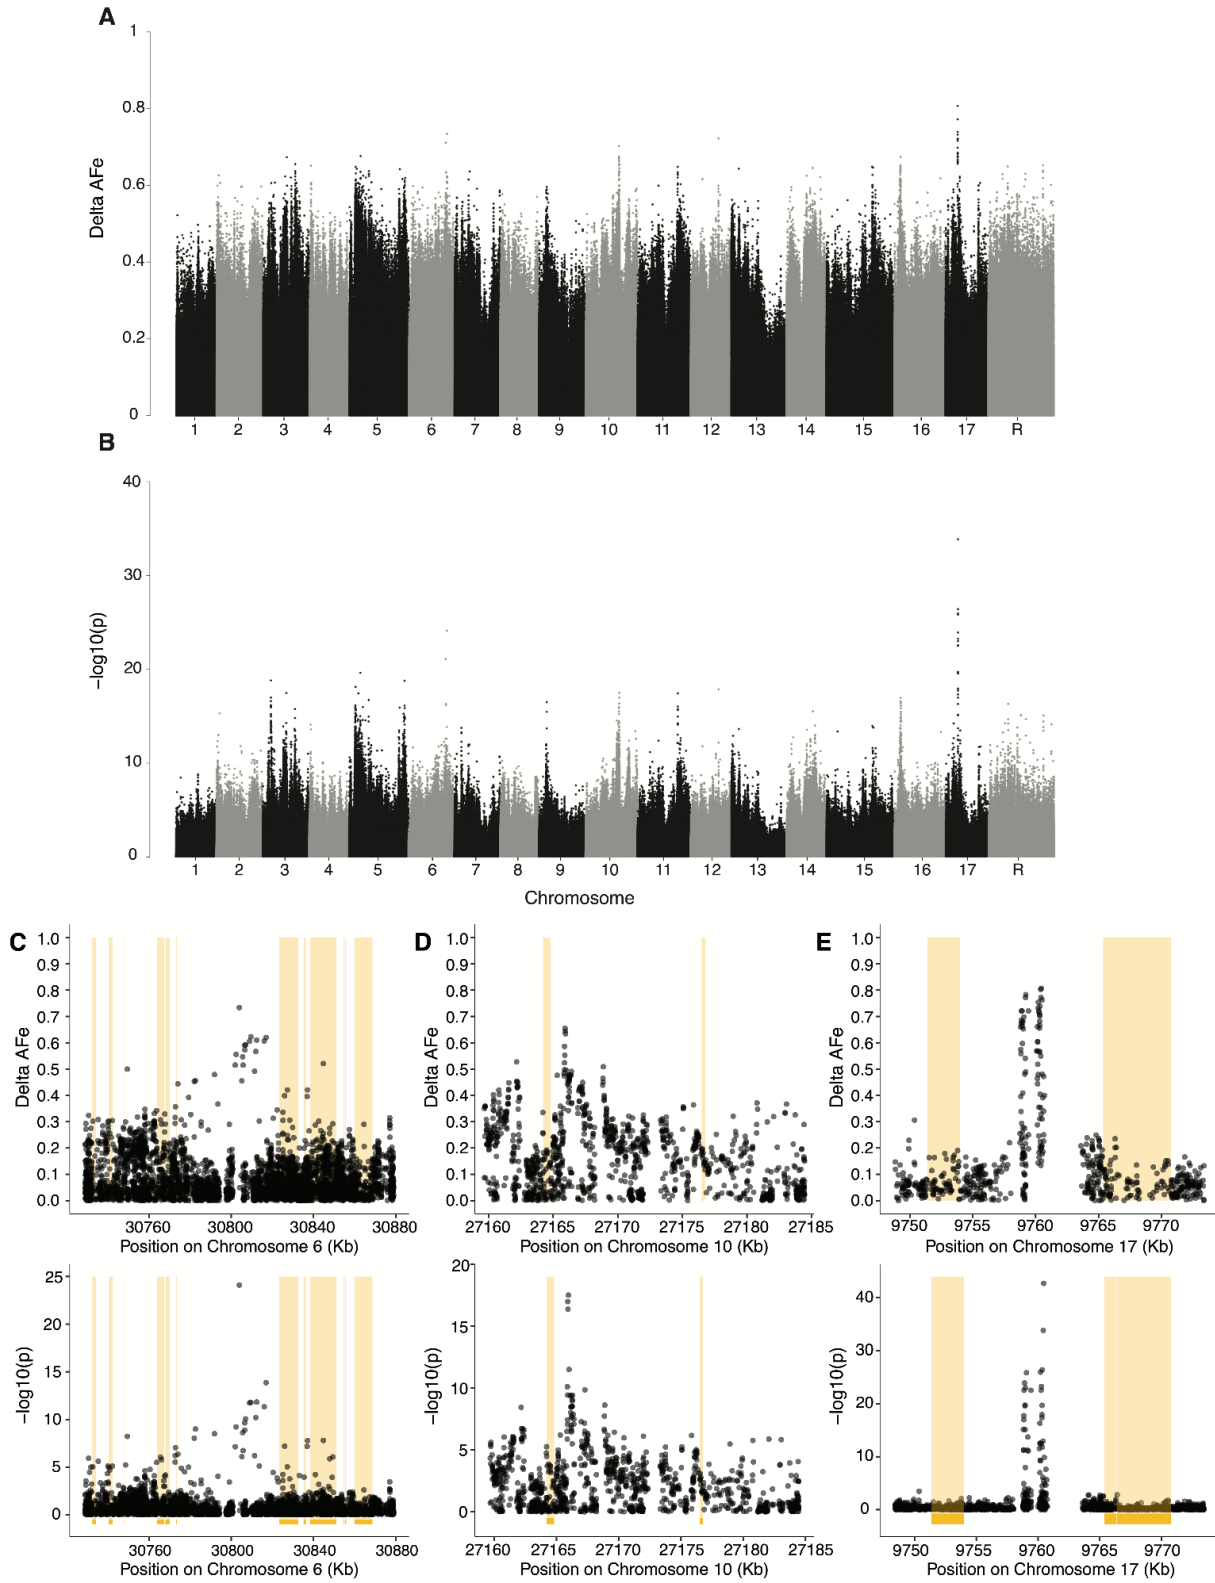 A
1
0.8
0.6
0.4
0.2
0
Delta AFe
1 2 3 4 5 6 7 8 9 10 11 12 13 14 15 16 17 R
B
40
30
20
10
0
−log10(p)
1 2 3 4 5 6 7 8 9 10 11 12 13 14 15 16 17 R
Chromosome
C
1.0
0.9
0.8
0.7
0.6
0.5
0.4
0.3
0.2
0.1
0.0
Delta AFe
30760 30800 30840 30880
Position on Chromosome 6 (Kb)
D
1.0
0.9
0.8
0.7
0.6
0.5
0.4
0.3
0.2
0.1
0.0
Delta AFe
27160 27165 27170 27175 27180 27185
Position on Chromosome 10 (Kb)
E
1.0
0.9
0.8
0.7
0.6
0.5
0.4
0.3
0.2
0.1
0.0
Delta AFe
9750 9755 9760 9765 9770
Position on Chromosome 17 (Kb)
25
20
15
10
5
0
−log10(p)
30760 30800 30840 30880
Position on Chromosome 6 (Kb)
20
15
10
5
0
−log10(p)
27160 27165 27170 27175 27180 27185
Position on Chromosome 10 (Kb)
40
30
20
10
0
−log10(p)
9750 9755 9760 9765 9770
Position on Chromosome 17 (Kb)